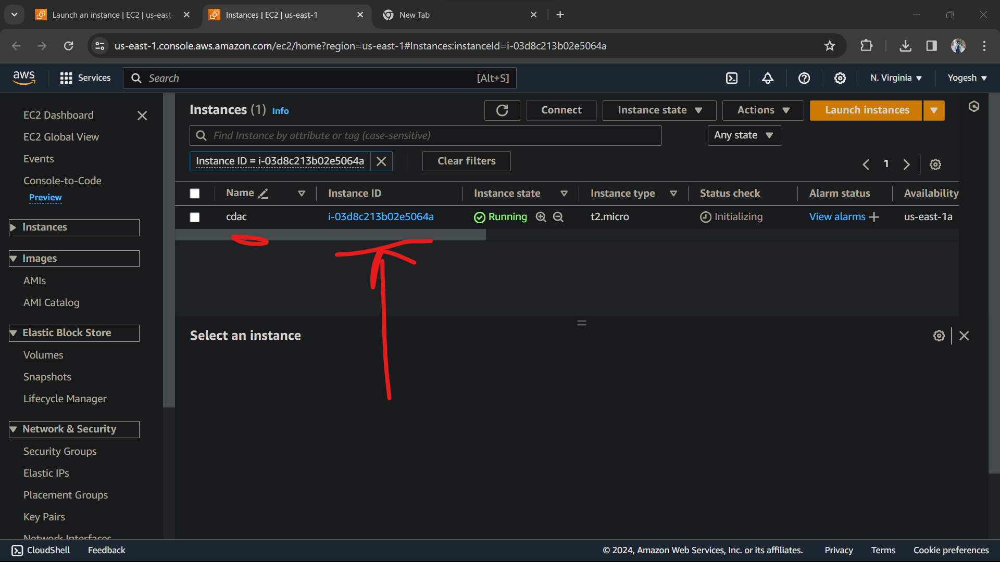 Launch an instance | EC2 | us-east-
Instances | EC2 | us-east-1
New Tab
us-east-1.console.aws.amazon.com/ec2/home?region=us-east-1#Instances:instanceId=i-03d8c213b02e5064a
aws
Services
Search
[Alt+S]
N. Virginia
Yogesh
EC2 Dashboard
EC2 Global View
Events
Console-to-Code
Preview
Instances
Images
AMIs
AMI Catalog
Elastic Block Store
Volumes
Snapshots
Lifecycle Manager
Network & Security
Security Groups
Elastic IPs
Placement Groups
Key Pairs
Network Interfaces
Instances (1) Info
Connect
Instance state
Actions
Launch instances
Find Instance by attribute or tag (case-sensitive)
Any state
Instance ID = i-03d8c213b02e5064a
Clear filters
1
Name Instance ID Instance state Instance type Status check Alarm status Availability
cdac i-03d8c213b02e5064a Running t2.micro Initializing View alarms + us-east-1a
Select an instance
CloudShell Feedback © 2024, Amazon Web Services, Inc. or its affiliates. Privacy Terms Cookie preferences